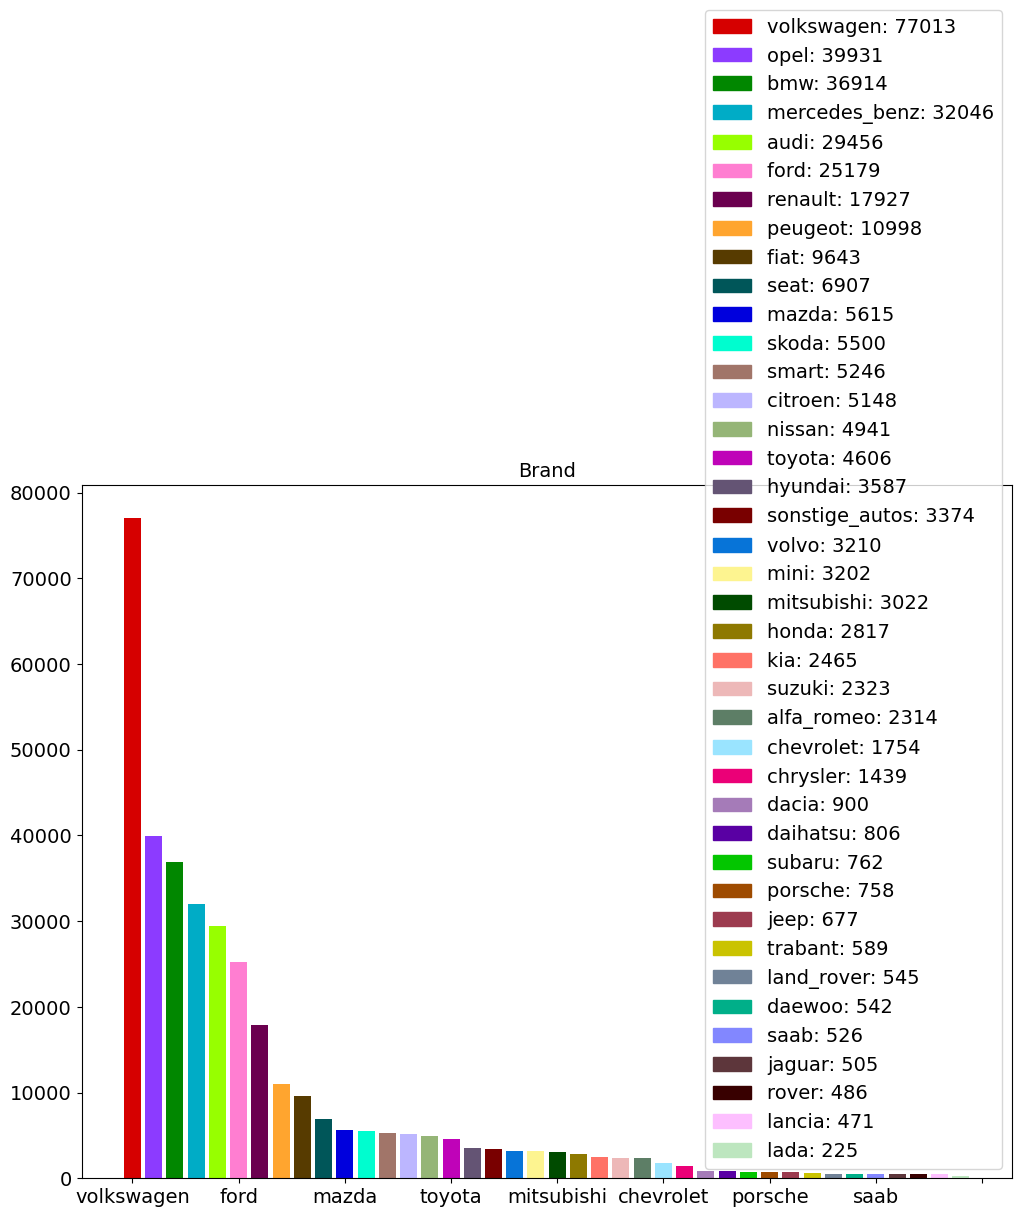 volkswagen: 77013
opel: 39931
bmw: 36914
mercedes_benz: 32046
audi: 29456
ford: 25179
renault: 17927
peugeot: 10998
fiat: 9643
seat: 6907
mazda: 5615
skoda: 5500
smart: 5246
citroen: 5148
nissan: 4941
toyota: 4606
hyundai: 3587
sonstige_autos: 3374
volvo: 3210
mini: 3202
mitsubishi: 3022
honda: 2817
kia: 2465
suzuki: 2323
alfa_romeo: 2314
chevrolet: 1754
chrysler: 1439
dacia: 900
daihatsu: 806
subaru: 762
porsche: 758
jeep: 677
trabant: 589
land_rover: 545
daewoo: 542
saab: 526
jaguar: 505
rover: 486
lancia: 471
lada: 225
Brand
80000
70000
60000
50000
40000
30000
20000
10000
0
volkswagen ford mazda toyota mitsubishi chevrolet porsche saab